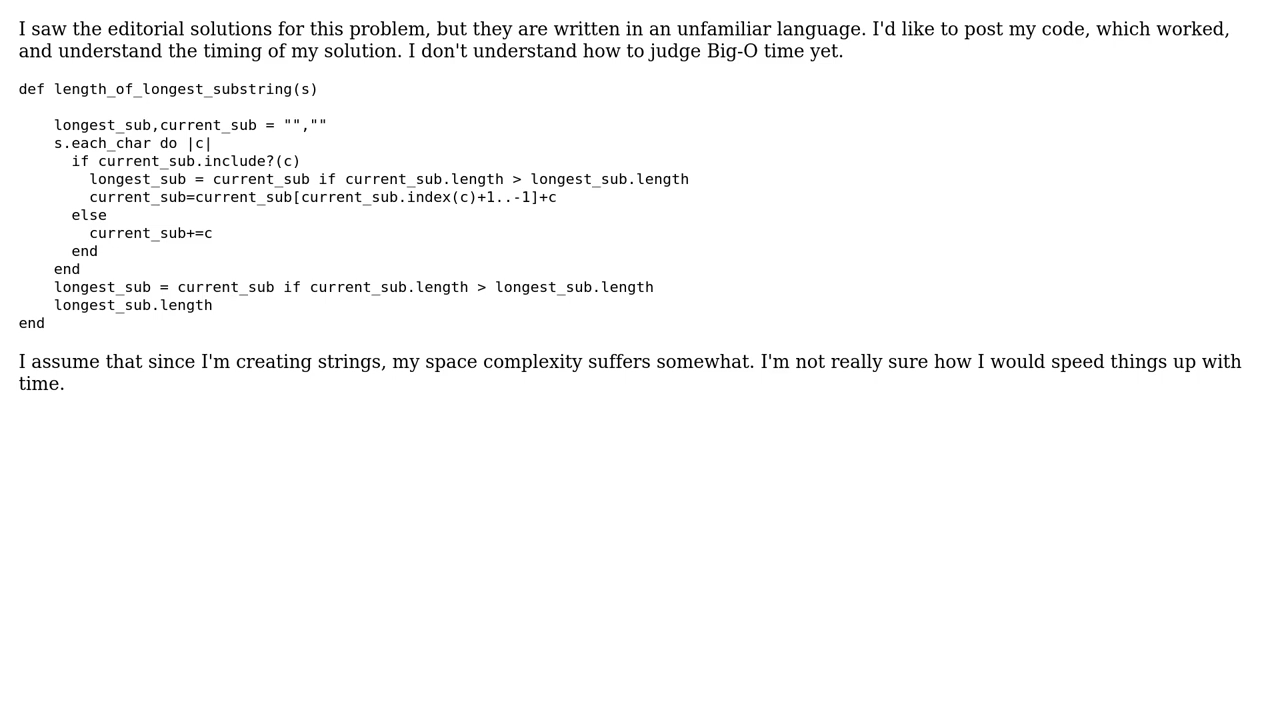 I saw the editorial solutions for this problem, but they are written in an unfamiliar language. I'd like to post my code, which worked,
and understand the timing of my solution. I don't understand how to judge Big-O time yet.
def length_of_longest_substring(s)
    longest_sub,current_sub = "",""
    s.each_char do |c|
      if current_sub.include?(c)
        longest_sub = current_sub if current_sub.length > longest_sub.length
        current_sub=current_sub[current_sub.index(c)+1..-1]+c
      else
        current_sub+=c
      end
    end
    longest_sub = current_sub if current_sub.length > longest_sub.length
    longest_sub.length
end
I assume that since I'm creating strings, my space complexity suffers somewhat. I'm not really sure how I would speed things up with
time.